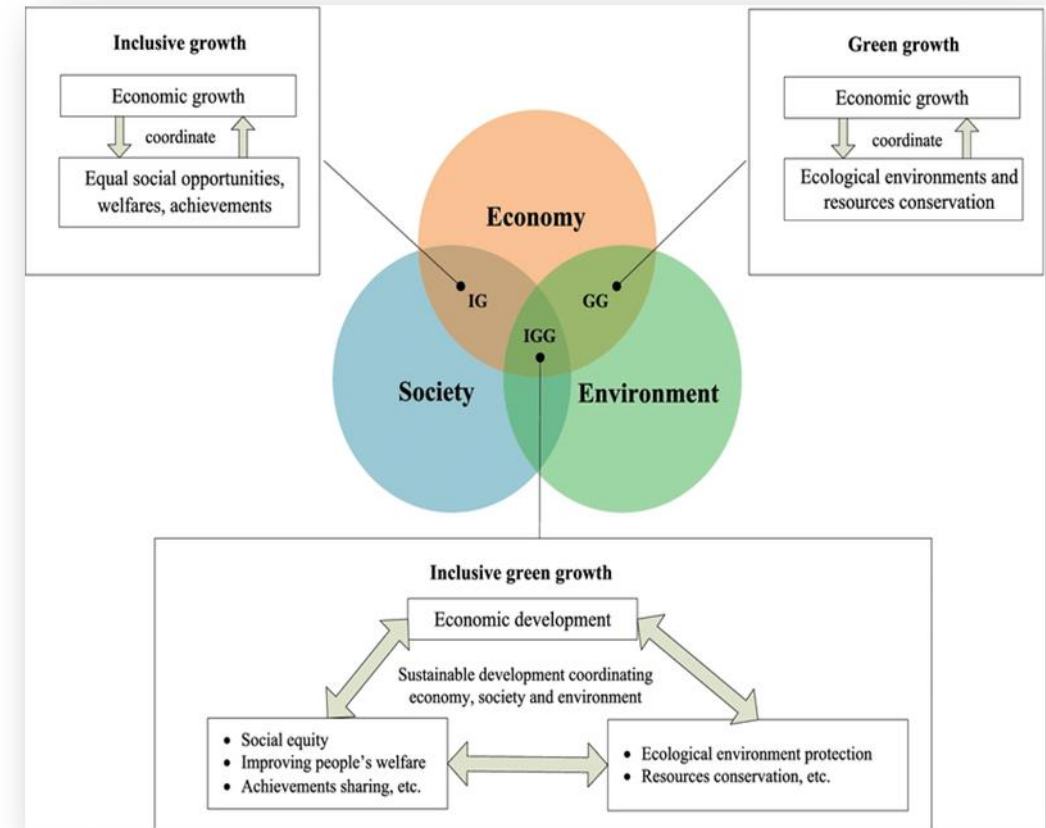 Inclusive growth
Economic growth
coordinate
Equal social opportunities,
welfares, achievements
Green growth
Economic growth
coordinate
Ecological environments and
resources conservation
Economy
IG
GG
IGG
Society
Environment
Inclusive green growth
Economic development
Sustainable development coordinating
economy, society and environment
• Social equity
• Improving people’s welfare
• Achievements sharing, etc.
• Ecological environment protection
• Resources conservation, etc.